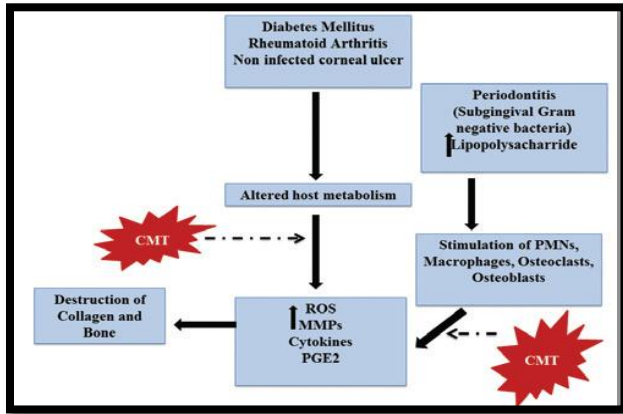 Diabetes Mellitus
Rheumatoid Arthritis
Non infected corneal ulcer
Periodontitis
(Subgingival Gram
negative bacteria)
Lipopolysacharride
Altered host metabolism
CMT
Stimulation of PMNs,
Macrophages, Osteoclasts,
Osteoblasts
Destruction of
Collagen and
Bone
ROS
MMPs
Cytokines
PGE2
CMT